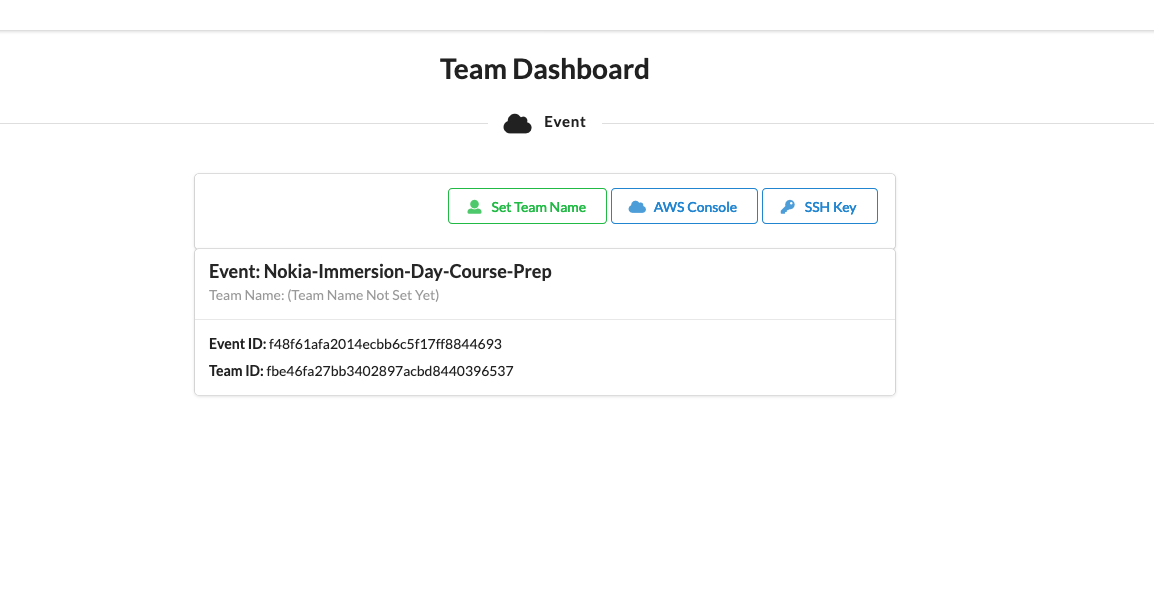 Team Dashboard
Event
Set Team Name
AWS Console
SSH Key
Event: Nokia-Immersion-Day-Course-Prep
Team Name: (Team Name Not Set Yet)
Event ID: f48f61afa2014ecbb6c5f17ff8844693
Team ID: fbe46fa27bb3402897acbd8440396537